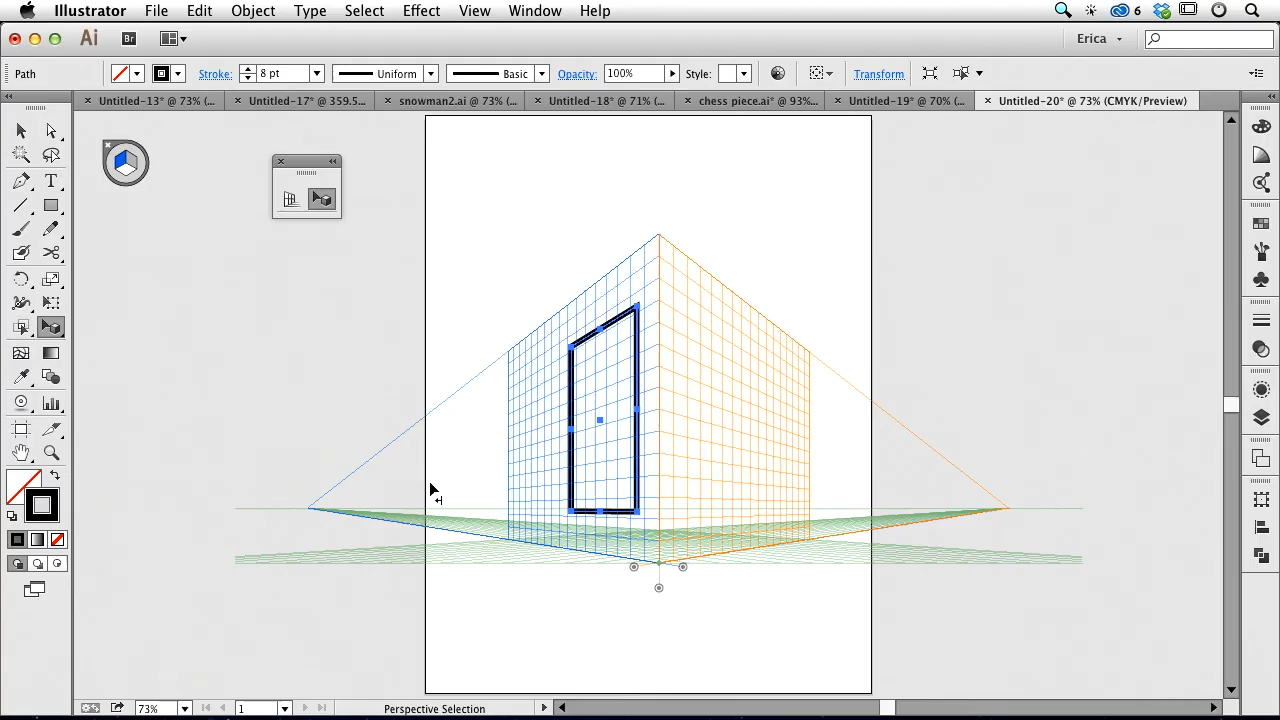 Illustrator File Edit Object Type Select Effect View Window Help 6
Ai Br Erica
Path Stroke: 8 pt Uniform Basic Opacity: 100% Style: Transform
Untitled-13* @ 73% (... Untitled-17* @ 359.5... snowman2.ai @ 73% (... Untitled-18* @ 71% (... chess piece.ai* @ 93%... Untitled-19* @ 70% (... Untitled-20* @ 73% (CMYK/Preview)
73% 1 Perspective Selection